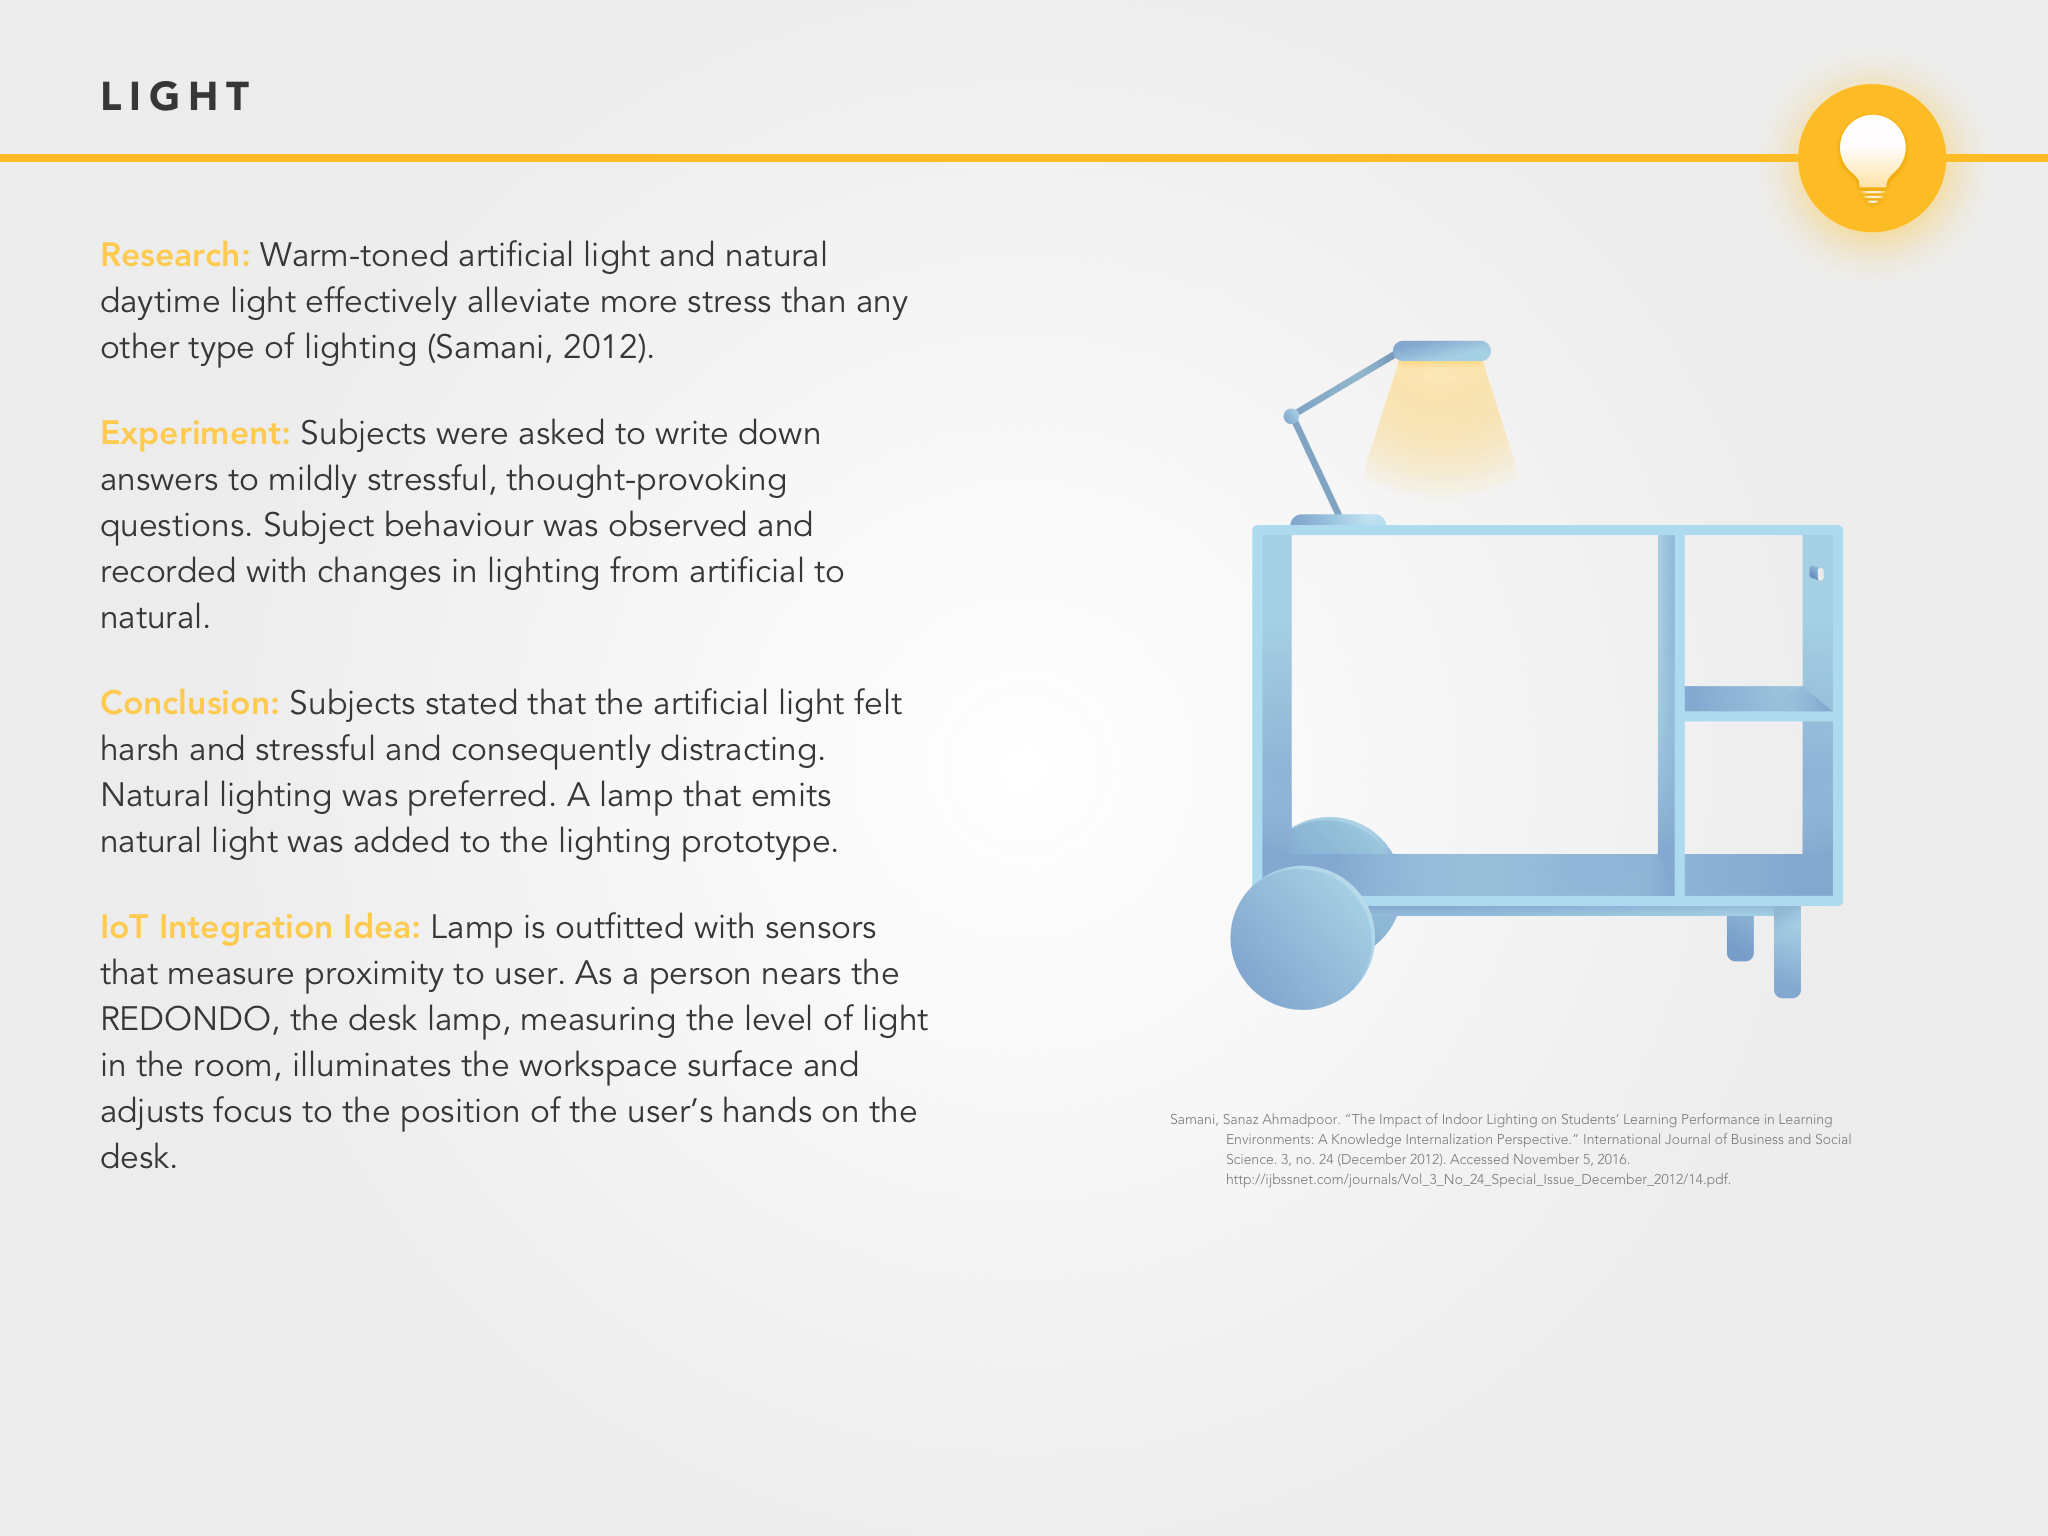 LIGHT
Research: Warm-toned artificial light and natural
daytime light effectively alleviate more stress than any
other type of lighting (Samani, 2012).
Experiment: Subjects were asked to write down
answers to mildly stressful, thought-provoking
questions. Subject behaviour was observed and
recorded with changes in lighting from artificial to
natural.
Conclusion: Subjects stated that the artificial light felt
harsh and stressful and consequently distracting.
Natural lighting was preferred. A lamp that emits
natural light was added to the lighting prototype.
IoT Integration Idea: Lamp is outfitted with sensors
that measure proximity to user. As a person nears the
REDONDO, the desk lamp, measuring the level of light
in the room, illuminates the workspace surface and
adjusts focus to the position of the user’s hands on the
desk.
Samani, Sanaz Ahmadpoor. “The Impact of Indoor Lighting on Students’ Learning Performance in Learning
Environments: A Knowledge Internalization Perspective.” International Journal of Business and Social
Science. 3, no. 24 (December 2012). Accessed November 5, 2016.
http://ijbssnet.com/journals/Vol_3_No_24_Special_Issue_December_2012/14.pdf.